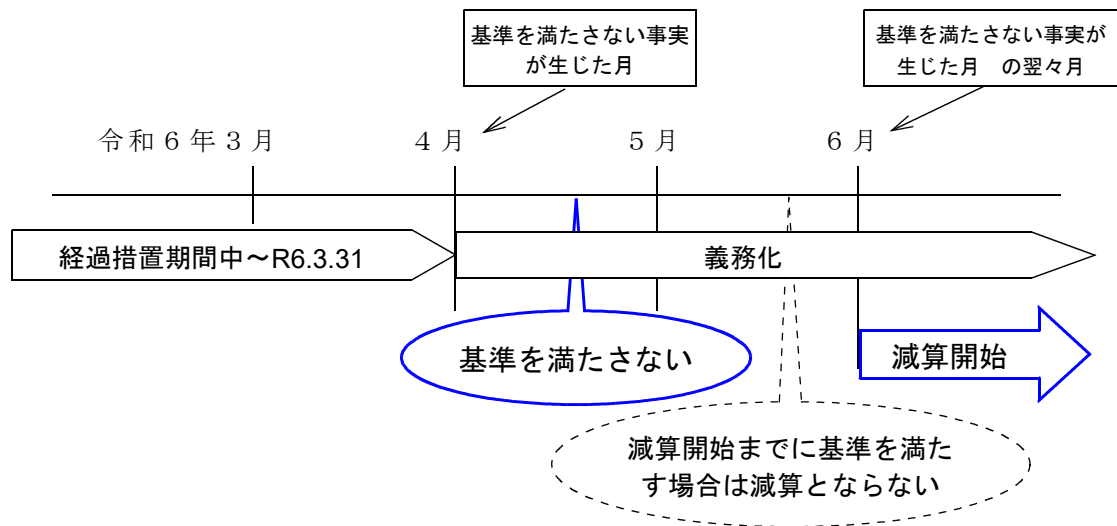 基準を満たさない事実
が生じた月
基準を満たさない事実が
生じた月　の翌々月
令和６年３月
４月
５月
６月
経過措置期間中～R6.3.31
義務化
基準を満たさない
減算開始
減算開始までに基準を満た
す場合は減算とならない